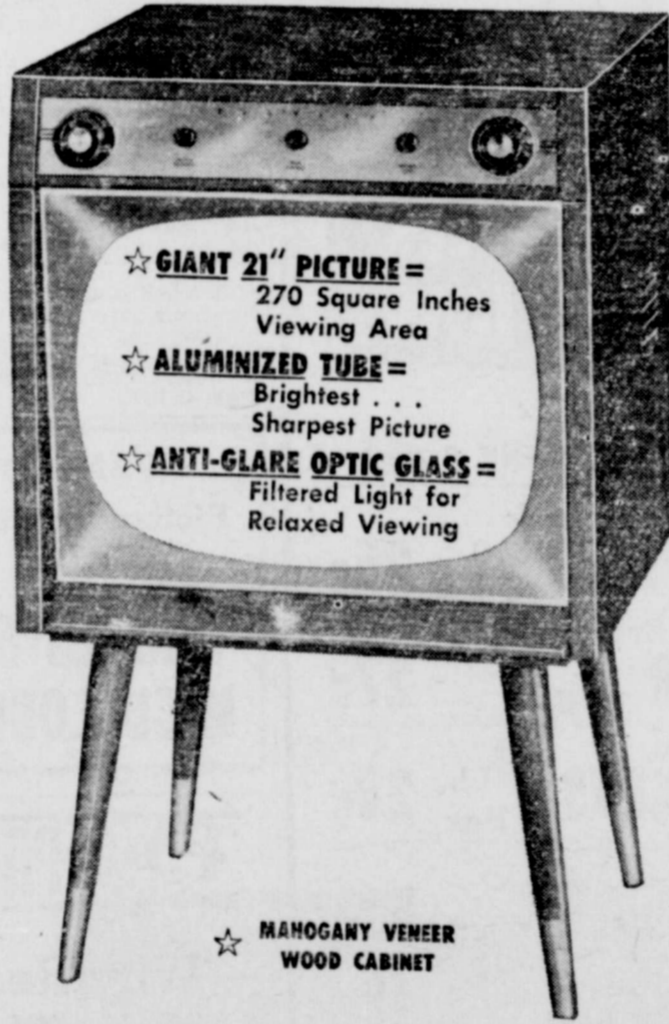 ☆ GIANT 21" PICTURE =
270 Square Inches
Viewing Area
☆ ALUMINIZED TUBE =
Brightest . . .
Sharpest Picture
☆ ANTI-GLARE OPTIC GLASS =
Filtered Light for
Relaxed Viewing
☆ MAHOGANY VENEER
WOOD CABINET